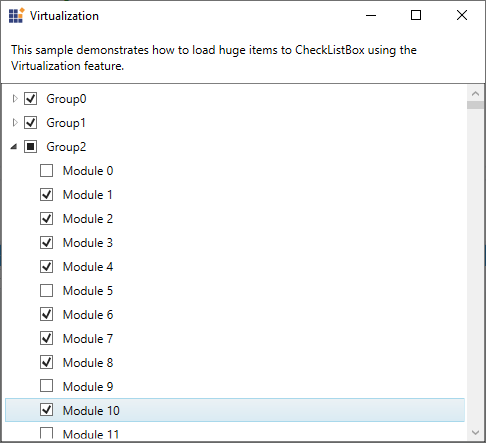 Virtualization
This sample demonstrates how to load huge items to CheckListBox using the
Virtualization feature.
Group0
Group1
Group2
Module 0
Module 1
Module 2
Module 3
Module 4
Module 5
Module 6
Module 7
Module 8
Module 9
Module 10
Module 11